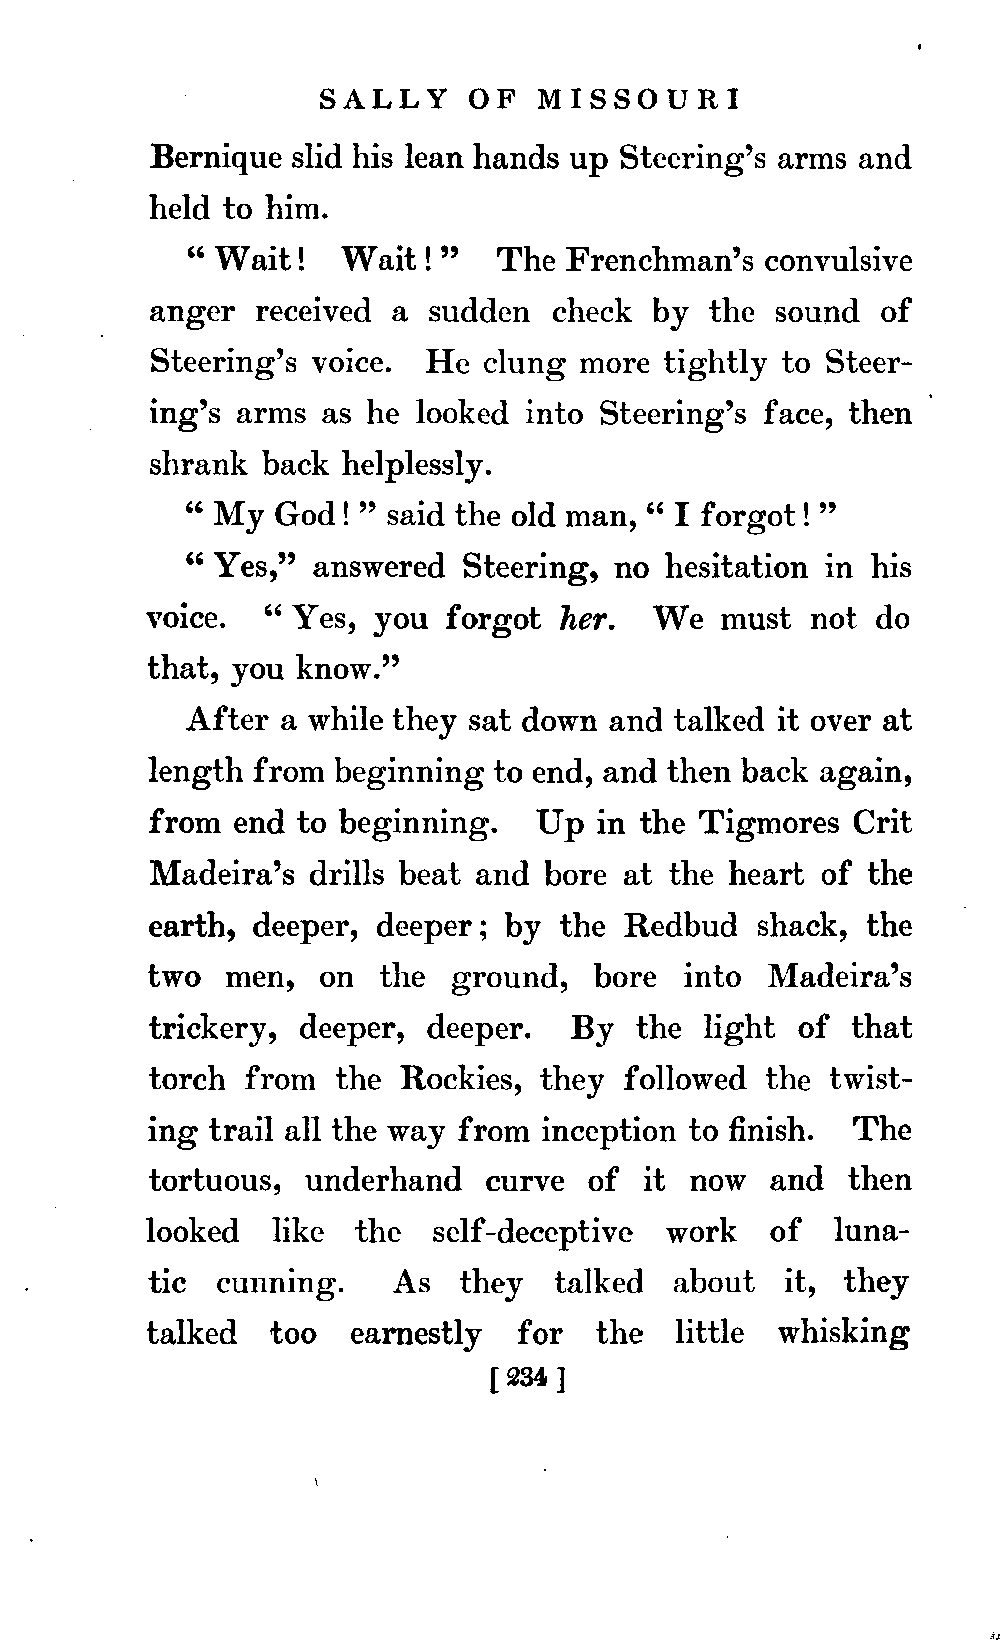 SALLY OF MISSOURI
Bernique slid his lean hands up Steering's arms and
held to him.
“ Wait! Wait! ” The Frenchman's convulsive
anger received a sudden check by the sound of
Steering's voice. He clung more tightly to Steer-
ing's arms as he looked into Steering's face, then
shrank back helplessly.
“ My God! ” said the old man, “ I forgot! ”
“ Yes,” answered Steering, no hesitation in his
voice. “ Yes, you forgot her. We must not do
that, you know.”
After a while they sat down and talked it over at
length from beginning to end, and then back again,
from end to beginning. Up in the Tigmores Crit
Madeira's drills beat and bore at the heart of the
earth, deeper, deeper; by the Redbud shack, the
two men, on the ground, bore into Madeira's
trickery, deeper, deeper. By the light of that
torch from the Rockies, they followed the twist-
ing trail all the way from inception to finish. The
tortuous, underhand curve of it now and then
looked like the self-deceptive work of luna-
tic cunning. As they talked about it, they
talked too earnestly for the little whisking
[ 234 ]